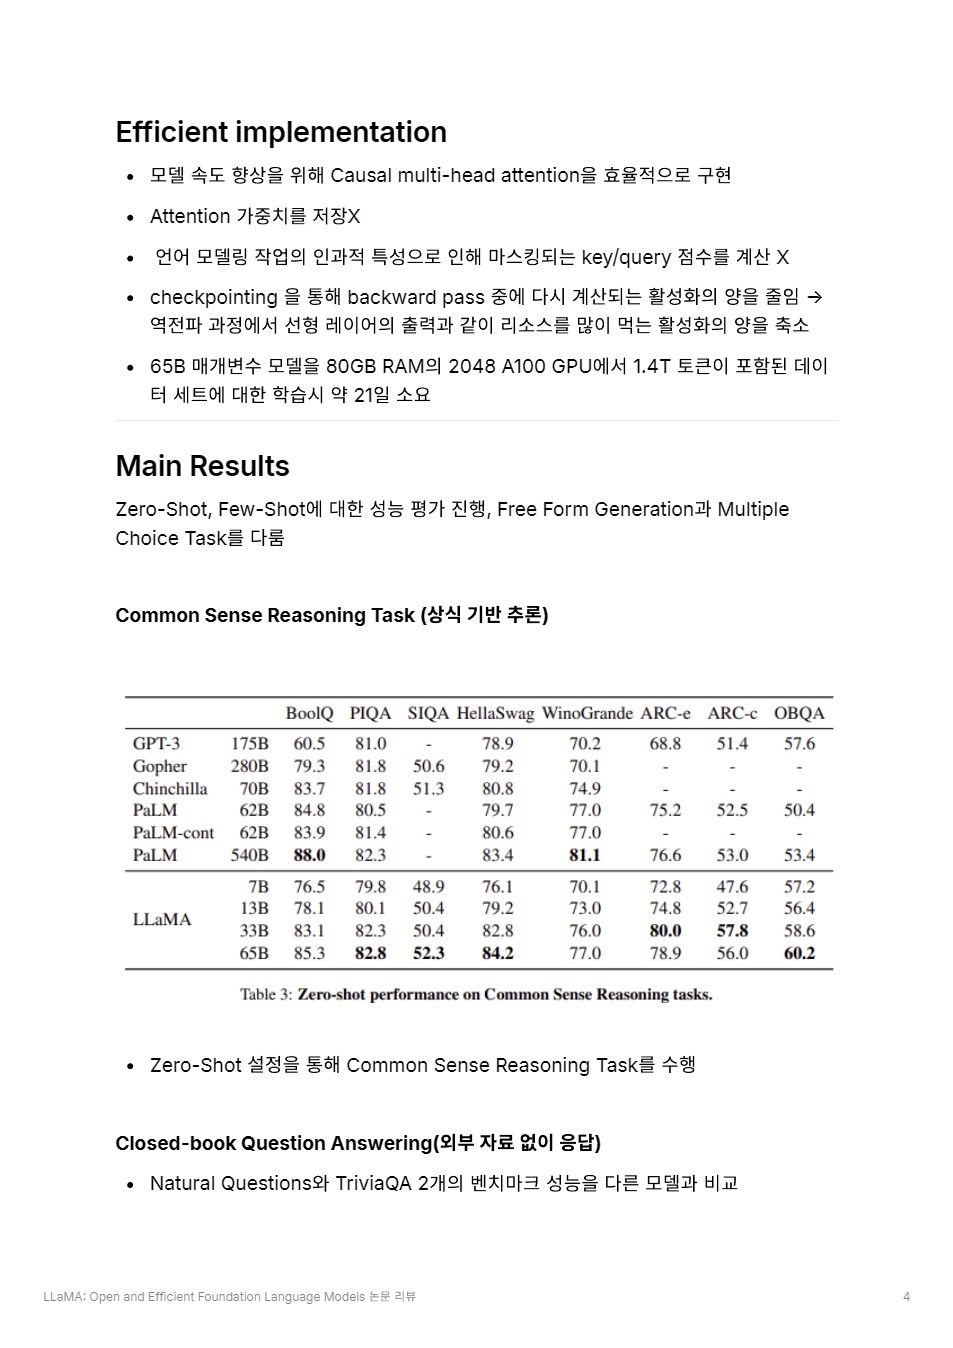 Efficient implementation
• 모델 속도 향상을 위해 Causal multi-head attention을 효율적으로 구현
• Attention 가중치를 저장X
• 언어 모델링 작업의 인과적 특성으로 인해 마스킹되는 key/query 점수를 계산 X
• checkpointing 을 통해 backward pass 중에 다시 계산되는 활성화의 양을 줄임 →
역전파 과정에서 선형 레이어의 출력과 같이 리소스를 많이 먹는 활성화의 양을 축소
• 65B 매개변수 모델을 80GB RAM의 2048 A100 GPU에서 1.4T 토큰이 포함된 데이
터 세트에 대한 학습시 약 21일 소요
Main Results
Zero-Shot, Few-Shot에 대한 성능 평가 진행, Free Form Generation과 Multiple
Choice Task를 다룸
Common Sense Reasoning Task (상식 기반 추론)
BoolQ PIQA SIQA HellaSwag WinoGrande ARC-e ARC-c OBQA
GPT-3 175B 60.5 81.0 - 78.9 70.2 68.8 51.4 57.6
Gopher 280B 79.3 81.8 50.6 79.2 70.1 - - -
Chinchilla 70B 83.7 81.8 51.3 80.8 74.9 - - -
PaLM 62B 84.8 80.5 - 79.7 77.0 75.2 52.5 50.4
PaLM-cont 62B 83.9 81.4 - 80.6 77.0 - - -
PaLM 540B 88.0 82.3 - 83.4 81.1 76.6 53.0 53.4
LLaMA
7B 76.5 79.8 48.9 76.1 70.1 72.8 47.6 57.2
13B 78.1 80.1 50.4 79.2 73.0 74.8 52.7 56.4
33B 83.1 82.3 50.4 82.8 76.0 80.0 57.8 58.6
65B 85.3 82.8 52.3 84.2 77.0 78.9 56.0 60.2
Table 3: Zero-shot performance on Common Sense Reasoning tasks.
• Zero-Shot 설정을 통해 Common Sense Reasoning Task를 수행
Closed-book Question Answering(외부 자료 없이 응답)
• Natural Questions와 TriviaQA 2개의 벤치마크 성능을 다른 모델과 비교
LLaMA: Open and Efficient Foundation Language Models 논문 리뷰 4